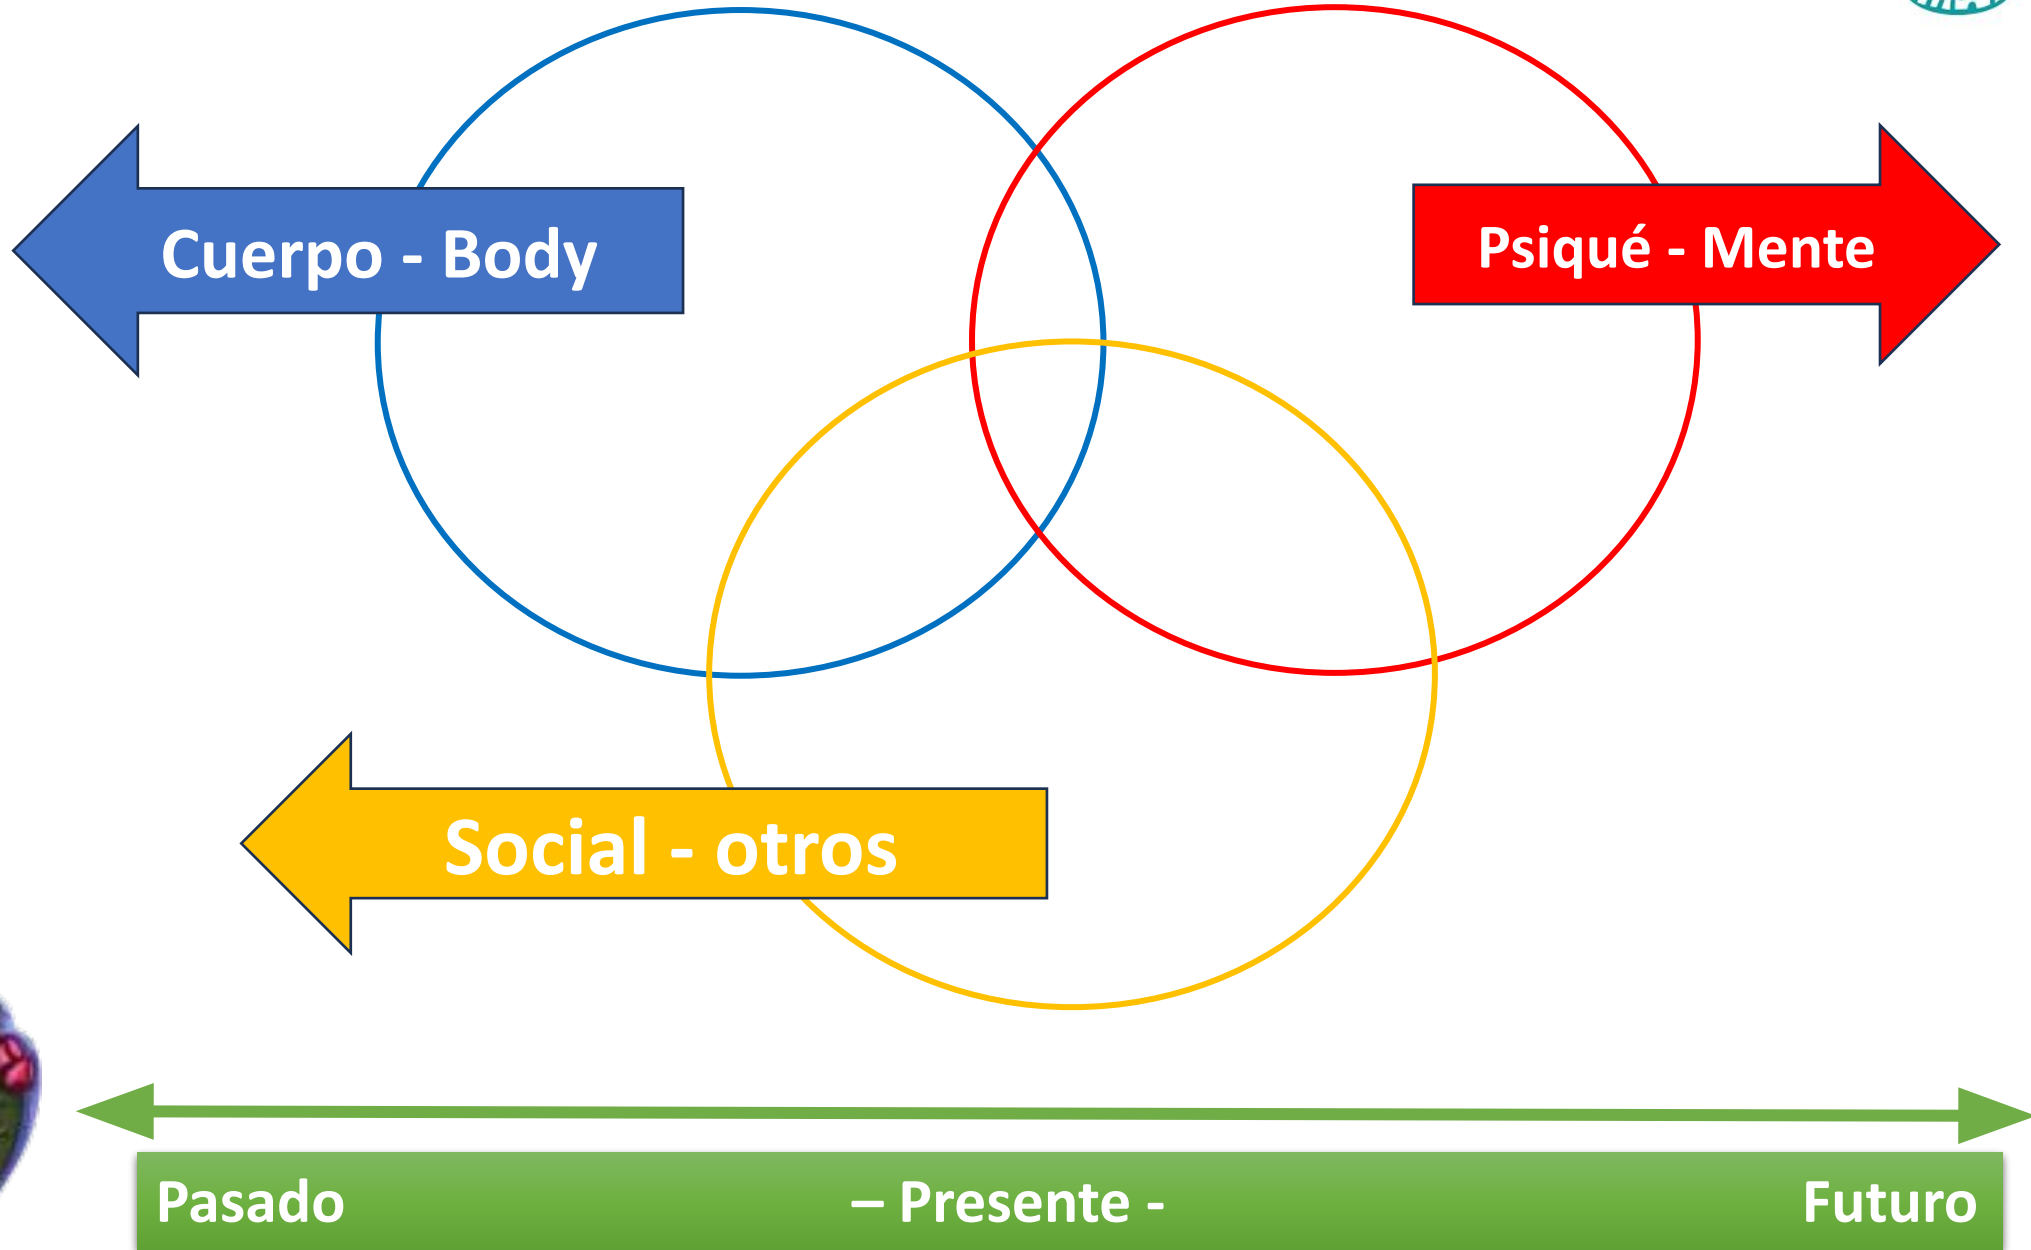 Cuerpo - Body
Psiqué - Mente
Social - otros
Pasado – Presente - Futuro